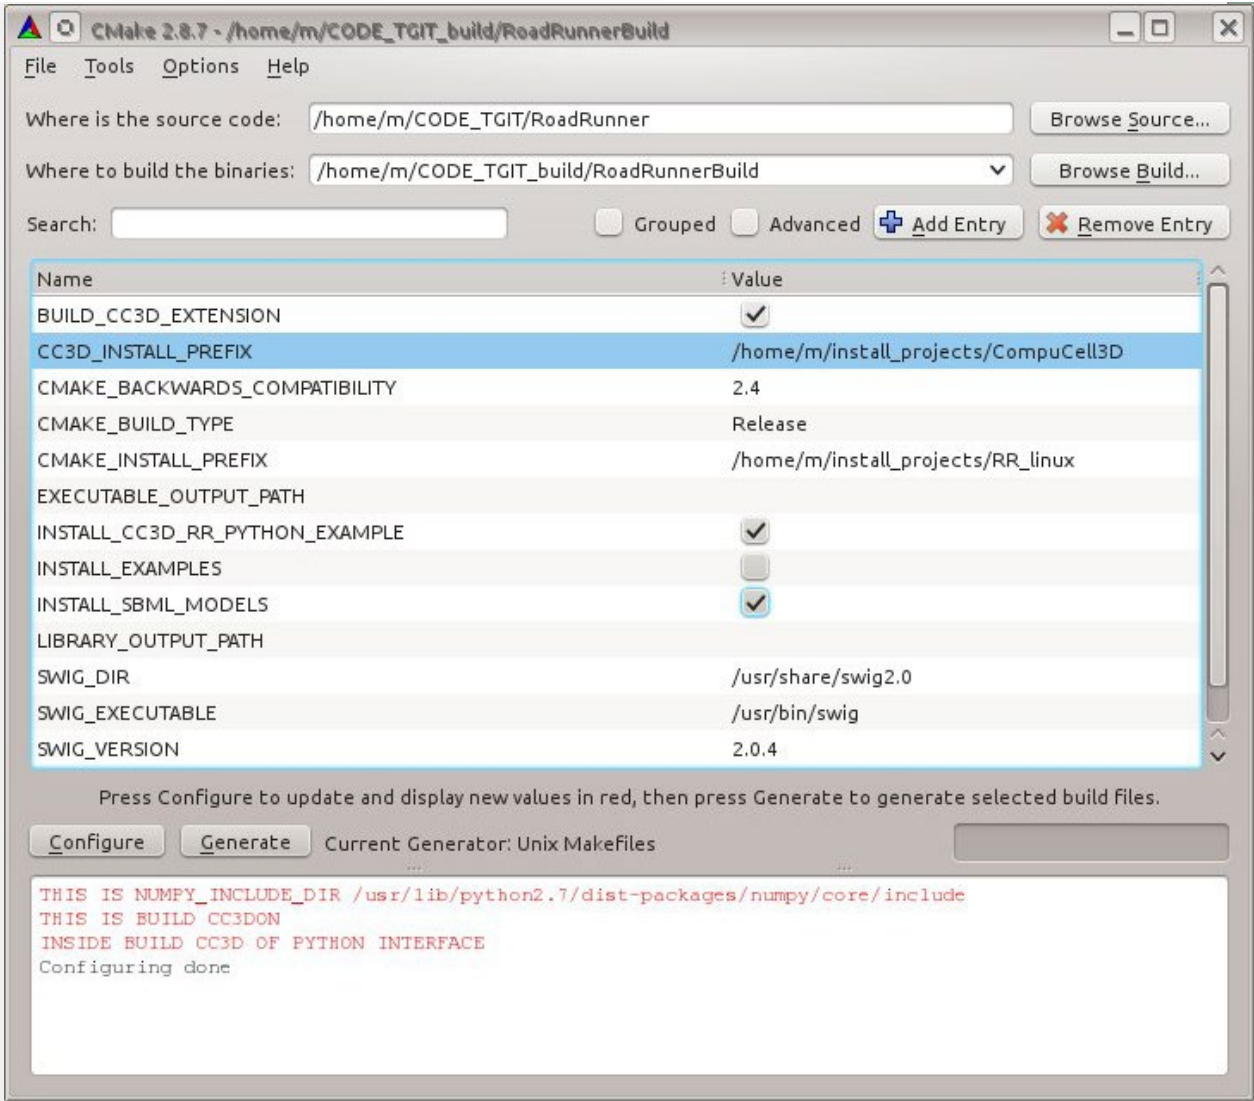 CMake 2.8.7 - /home/m/CODE_TGIT_build/RoadRunnerBuild
File Tools Options Help
Where is the source code: /home/m/CODE_TGIT/RoadRunner Browse Source...
Where to build the binaries: /home/m/CODE_TGIT_build/RoadRunnerBuild Browse Build...
Search: Grouped Advanced Add Entry Remove Entry
Name Value
BUILD_CC3D_EXTENSION
CC3D_INSTALL_PREFIX /home/m/install_projects/CompuCell3D
CMAKE_BACKWARDS_COMPATIBILITY 2.4
CMAKE_BUILD_TYPE Release
CMAKE_INSTALL_PREFIX /home/m/install_projects/RR_linux
EXECUTABLE_OUTPUT_PATH
INSTALL_CC3D_RR_PYTHON_EXAMPLE
INSTALL_EXAMPLES
INSTALL_SBML_MODELS
LIBRARY_OUTPUT_PATH
SWIG_DIR /usr/share/swig2.0
SWIG_EXECUTABLE /usr/bin/swig
SWIG_VERSION 2.0.4
Press Configure to update and display new values in red, then press Generate to generate selected build files.
Configure Generate Current Generator: Unix Makefiles
THIS IS NUMPY_INCLUDE_DIR /usr/lib/python2.7/dist-packages/numpy/core/include
THIS IS BUILD CC3DON
INSIDE BUILD CC3D OF PYTHON INTERFACE
Configuring done